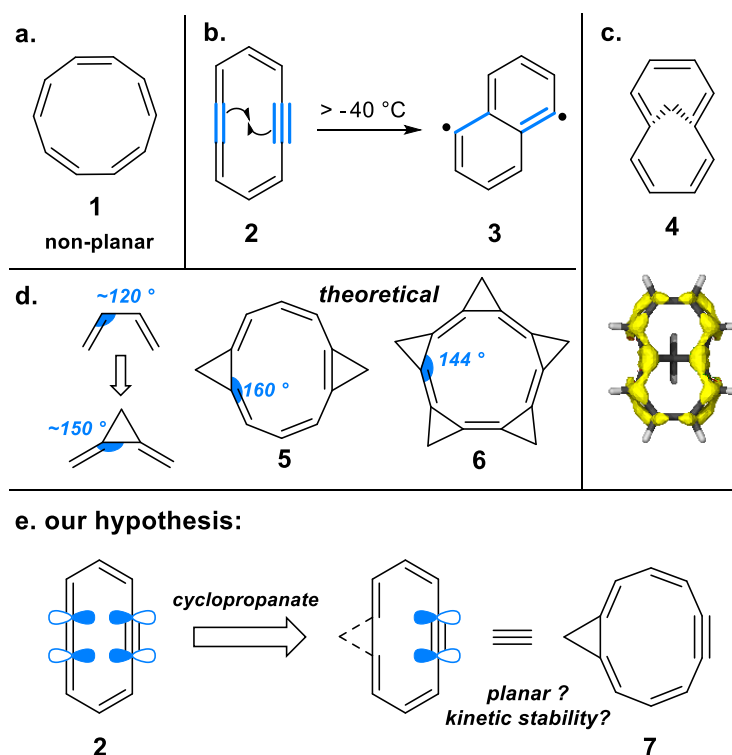 a.
1
non-planar
b.
> -40 °C
2
3
c.
4
d.
~120 °
~150 °
theoretical
160 °
5
144 °
6
e. our hypothesis:
cyclopropanate
2
planar ?
kinetic stability?
7